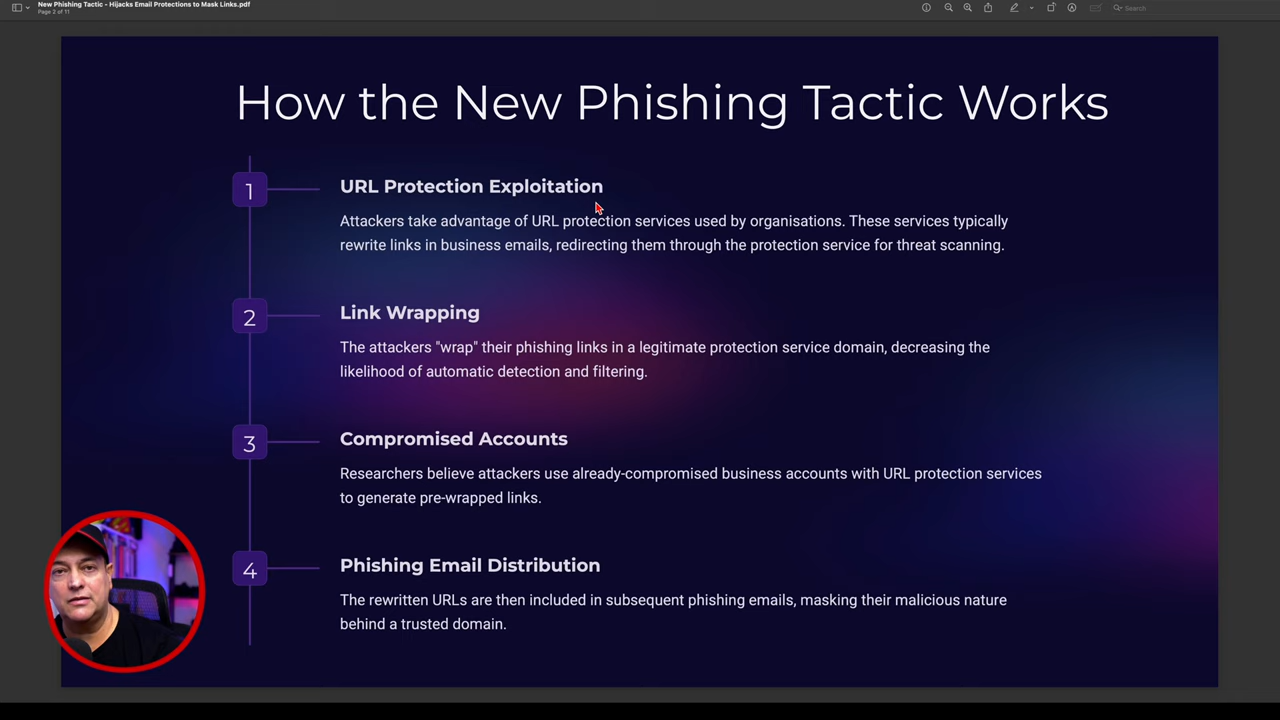 New Phishing Tactic - Hijacks Email Protections to Mask Links.pdf
Page 2 of 11
Search
How the New Phishing Tactic Works
1
URL Protection Exploitation
Attackers take advantage of URL protection services used by organisations. These services typically
rewrite links in business emails, redirecting them through the protection service for threat scanning.
2
Link Wrapping
The attackers "wrap" their phishing links in a legitimate protection service domain, decreasing the
likelihood of automatic detection and filtering.
3
Compromised Accounts
Researchers believe attackers use already-compromised business accounts with URL protection services
to generate pre-wrapped links.
4
Phishing Email Distribution
The rewritten URLs are then included in subsequent phishing emails, masking their malicious nature
behind a trusted domain.